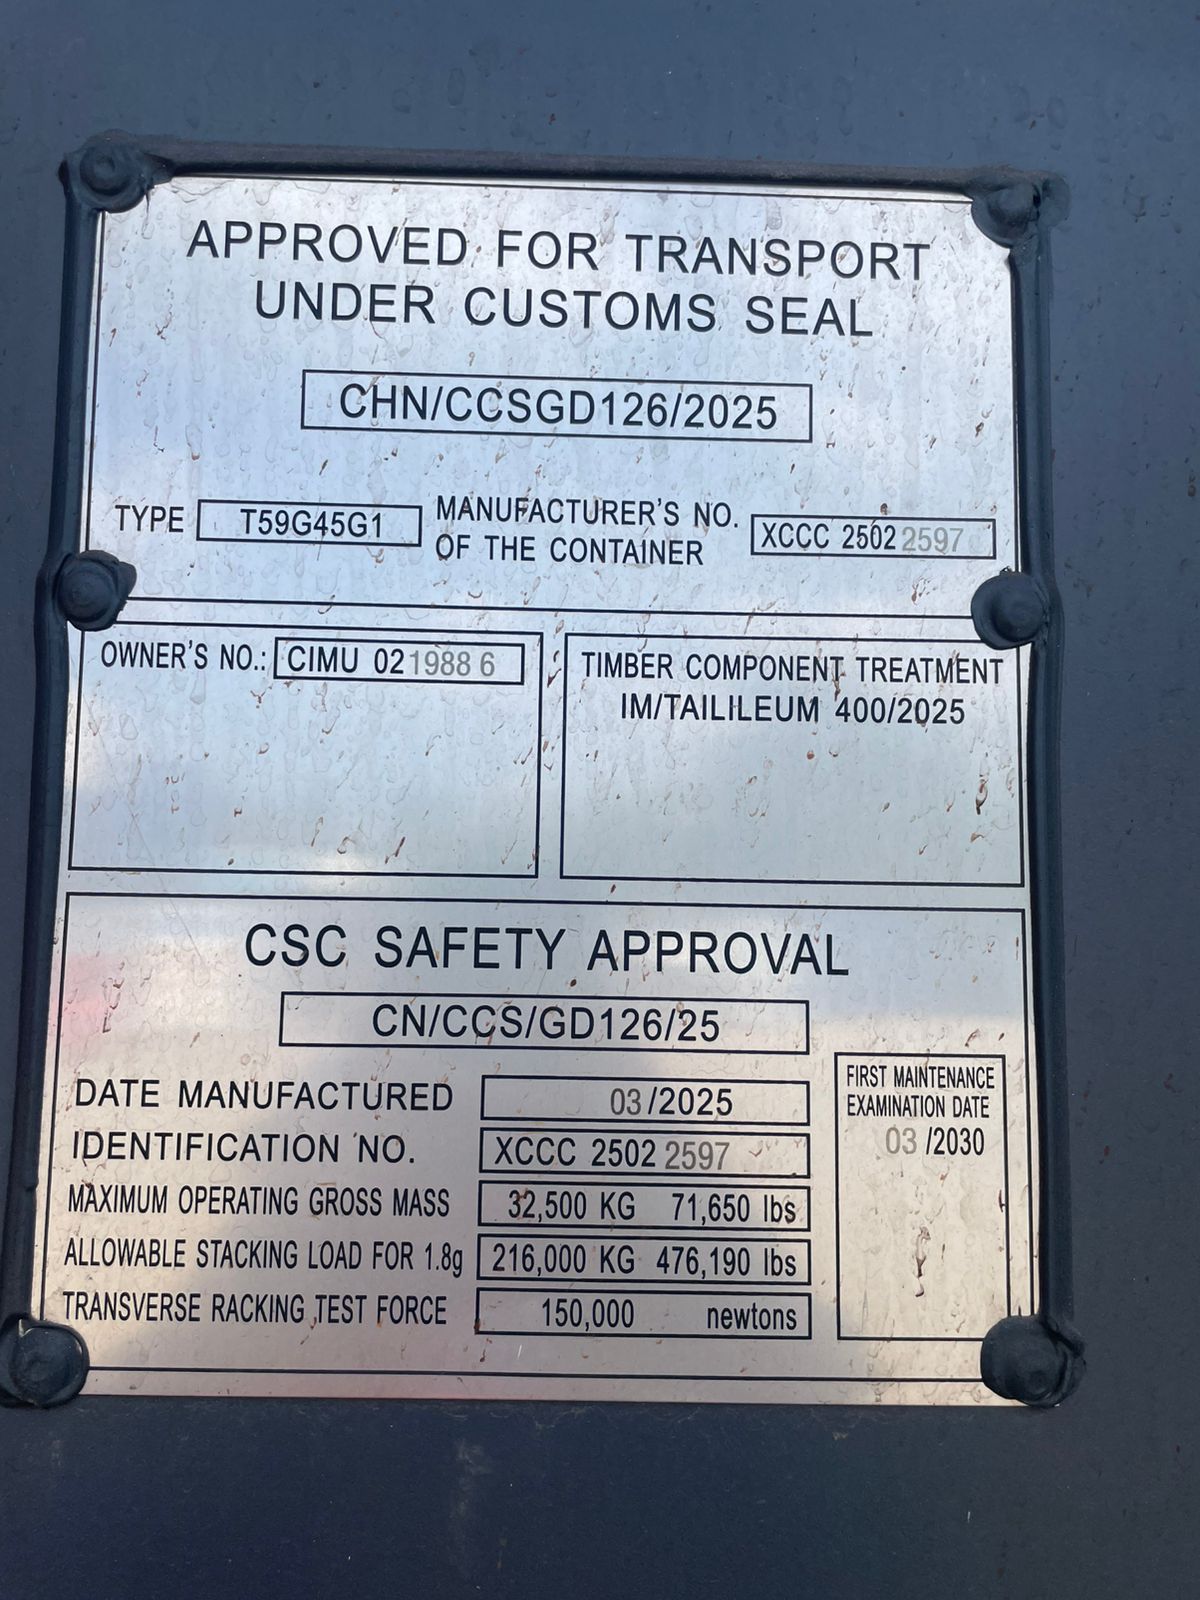 APPROVED FOR TRANSPORT
UNDER CUSTOMS SEAL
CHN/CCSGD126/2025
TYPE T59G45G1 MANUFACTURER'S NO. OF THE CONTAINER XCCC 2502 2597
OWNER'S NO.: CIMU 02 1988 6
TIMBER COMPONENT TREATMENT
IM/TAILILEUM 400/2025
CSC SAFETY APPROVAL
CN/CCS/GD126/25
DATE MANUFACTURED 03/2025
IDENTIFICATION NO. XCCC 2502 2597
MAXIMUM OPERATING GROSS MASS 32,500 KG 71,650 lbs
ALLOWABLE STACKING LOAD FOR 1.8g 216,000 KG 476,190 lbs
TRANSVERSE RACKING TEST FORCE 150,000 newtons
FIRST MAINTENANCE
EXAMINATION DATE
03 /2030